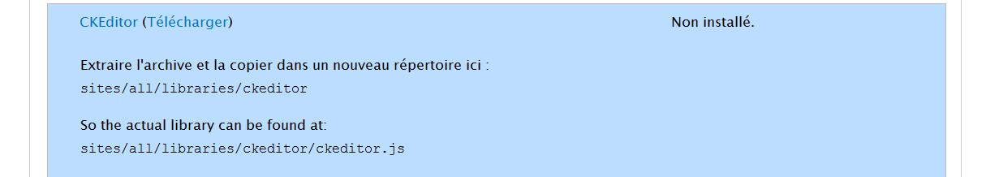 CKEditor (Télécharger) Non installé.
Extraire l'archive et la copier dans un nouveau répertoire ici :
sites/all/libraries/ckeditor
So the actual library can be found at:
sites/all/libraries/ckeditor/ckeditor.js